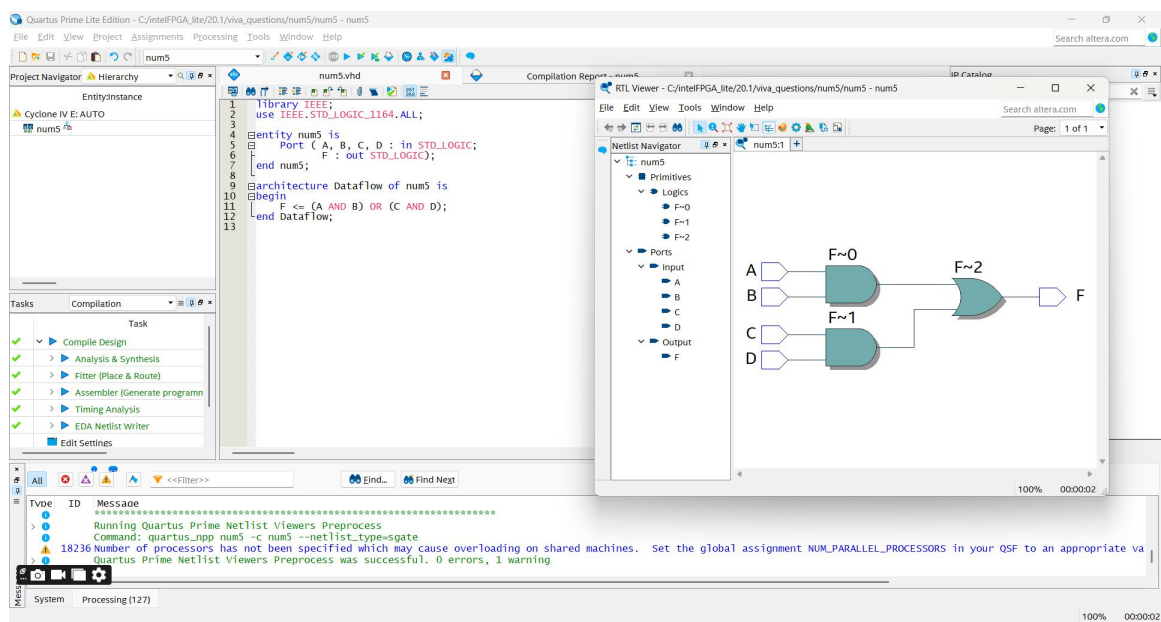 Quartus Prime Lite Edition - C:/intelFPGA_lite/20.1/viva_questions/num5/num5 - num5
File Edit View Project Assignments Processing Tools Window Help
Search altera.com
num5
Project Navigator Hierarchy
Entity:Instance
Cyclone IV E: AUTO
num5
Tasks Compilation
Task
Compile Design
Analysis & Synthesis
Fitter (Place & Route)
Assembler (Generate programm
Timing Analysis
EDA Netlist Writer
Edit Settings
num5.vhd
Compilation Report - num5
IP Catalog
1 library IEEE;
2 use IEEE.STD_LOGIC_1164.ALL;
3
4 entity num5 is
5 Port ( A, B, C, D : in STD_LOGIC;
6 F : out STD_LOGIC);
7 end num5;
8
9 architecture Dataflow of num5 is
10 begin
11 F <= (A AND B) OR (C AND D);
12 end Dataflow;
13
RTL Viewer - C:/intelFPGA_lite/20.1/viva_questions/num5/num5 - num5
File Edit View Tools Window Help
Search altera.com
Page: 1 of 1
Netlist Navigator
num5:1
num5
Primitives
Logics
F~0
F~1
F~2
Ports
Input
A
B
C
D
Output
F
F~0
A
B
F~1
C
D
F~2
F
100% 00:00:02
All
<<Filter>>
Find...
Find Next
Type ID Message
*******************************************************************
Running Quartus Prime Netlist Viewers Preprocess
Command: quartus_npp num5 -c num5 --netlist_type=sgate
18236 Number of processors has not been specified which may cause overloading on shared machines. Set the global assignment NUM_PARALLEL_PROCESSORS in your QSF to an appropriate va
Quartus Prime Netlist Viewers Preprocess was successful. 0 errors, 1 warning
Mess
System Processing (127)
100% 00:00:02